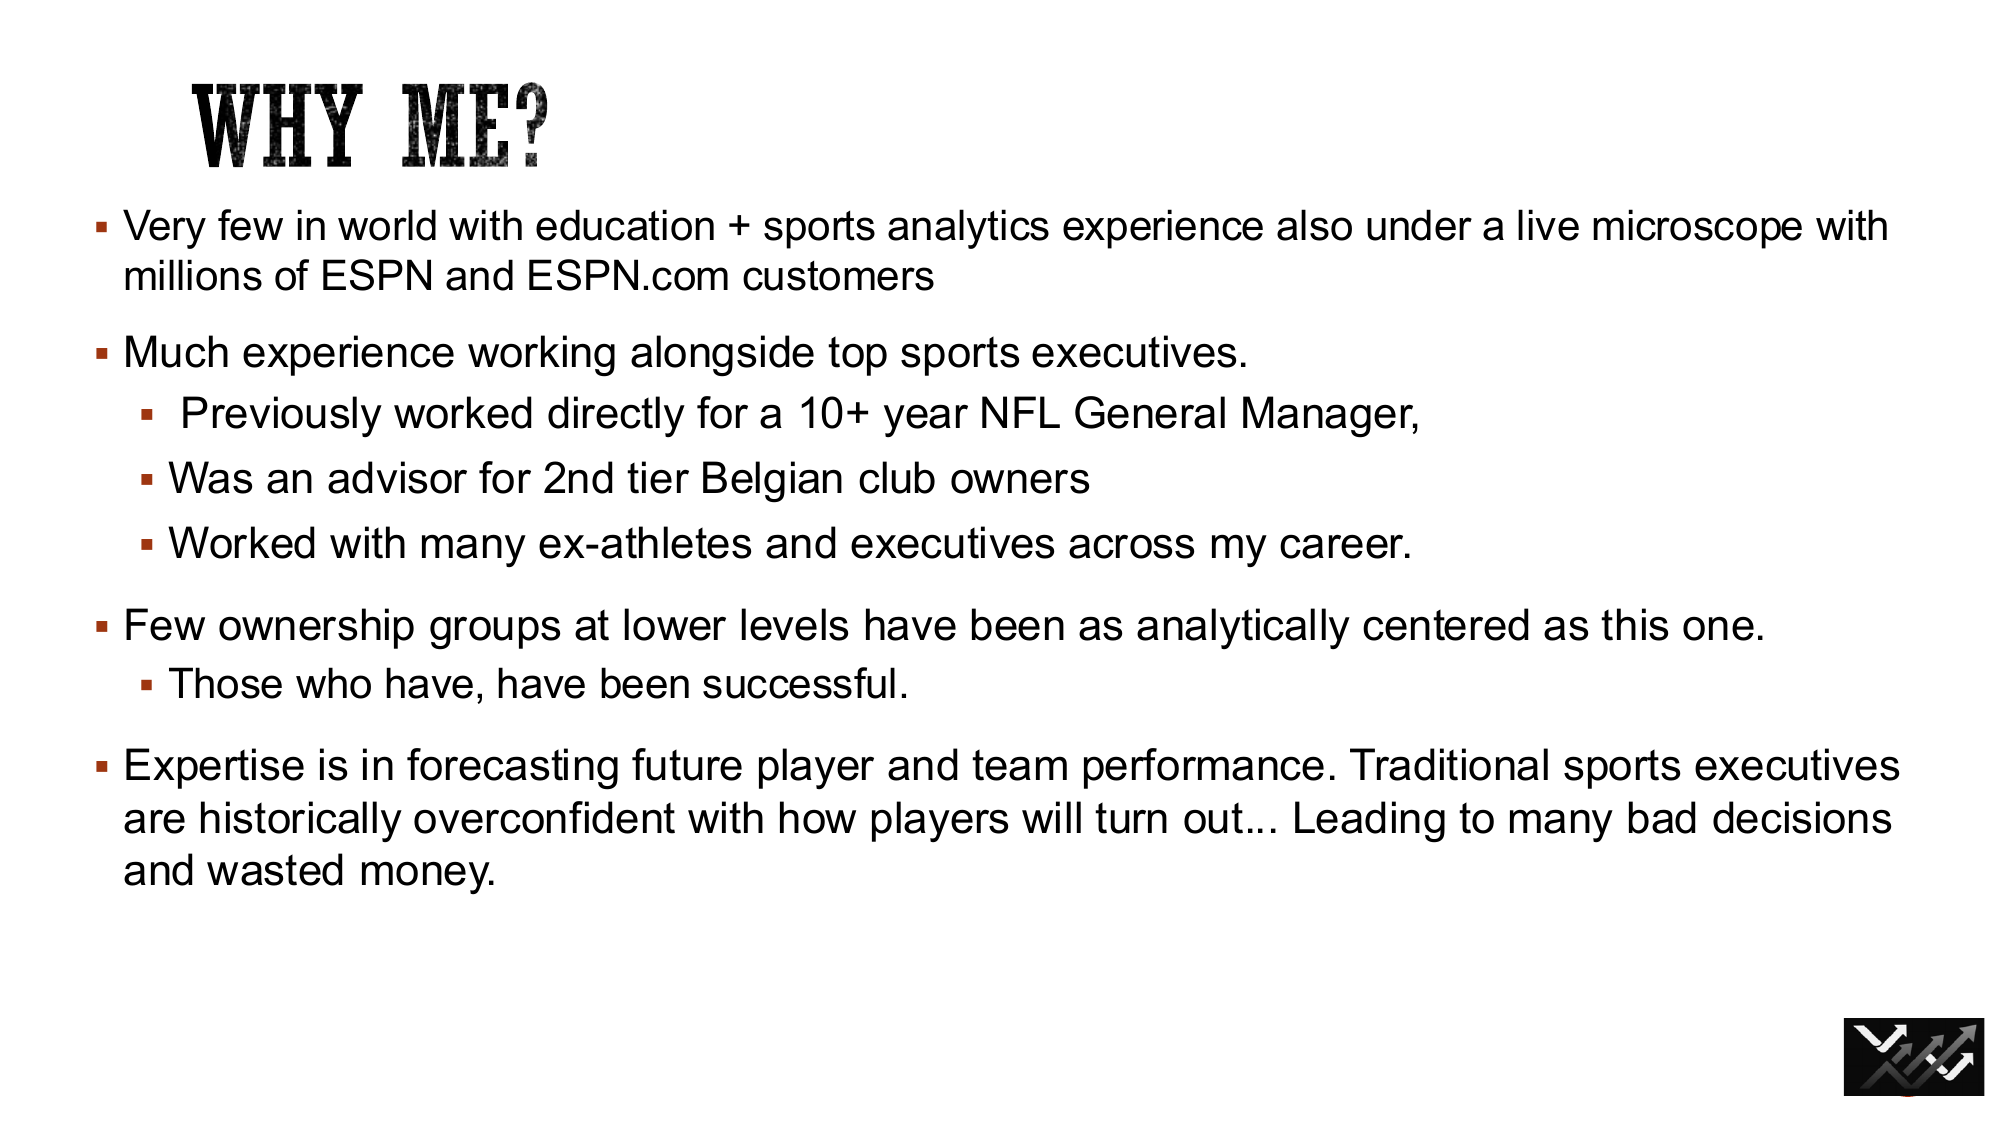 WHY ME?
▪ Very few in world with education + sports analytics experience also under a live microscope with
millions of ESPN and ESPN.com customers
▪ Much experience working alongside top sports executives.
▪ Previously worked directly for a 10+ year NFL General Manager,
▪ Was an advisor for 2nd tier Belgian club owners
▪ Worked with many ex-athletes and executives across my career.
▪ Few ownership groups at lower levels have been as analytically centered as this one.
▪ Those who have, have been successful.
▪ Expertise is in forecasting future player and team performance. Traditional sports executives
are historically overconfident with how players will turn out... Leading to many bad decisions
and wasted money.